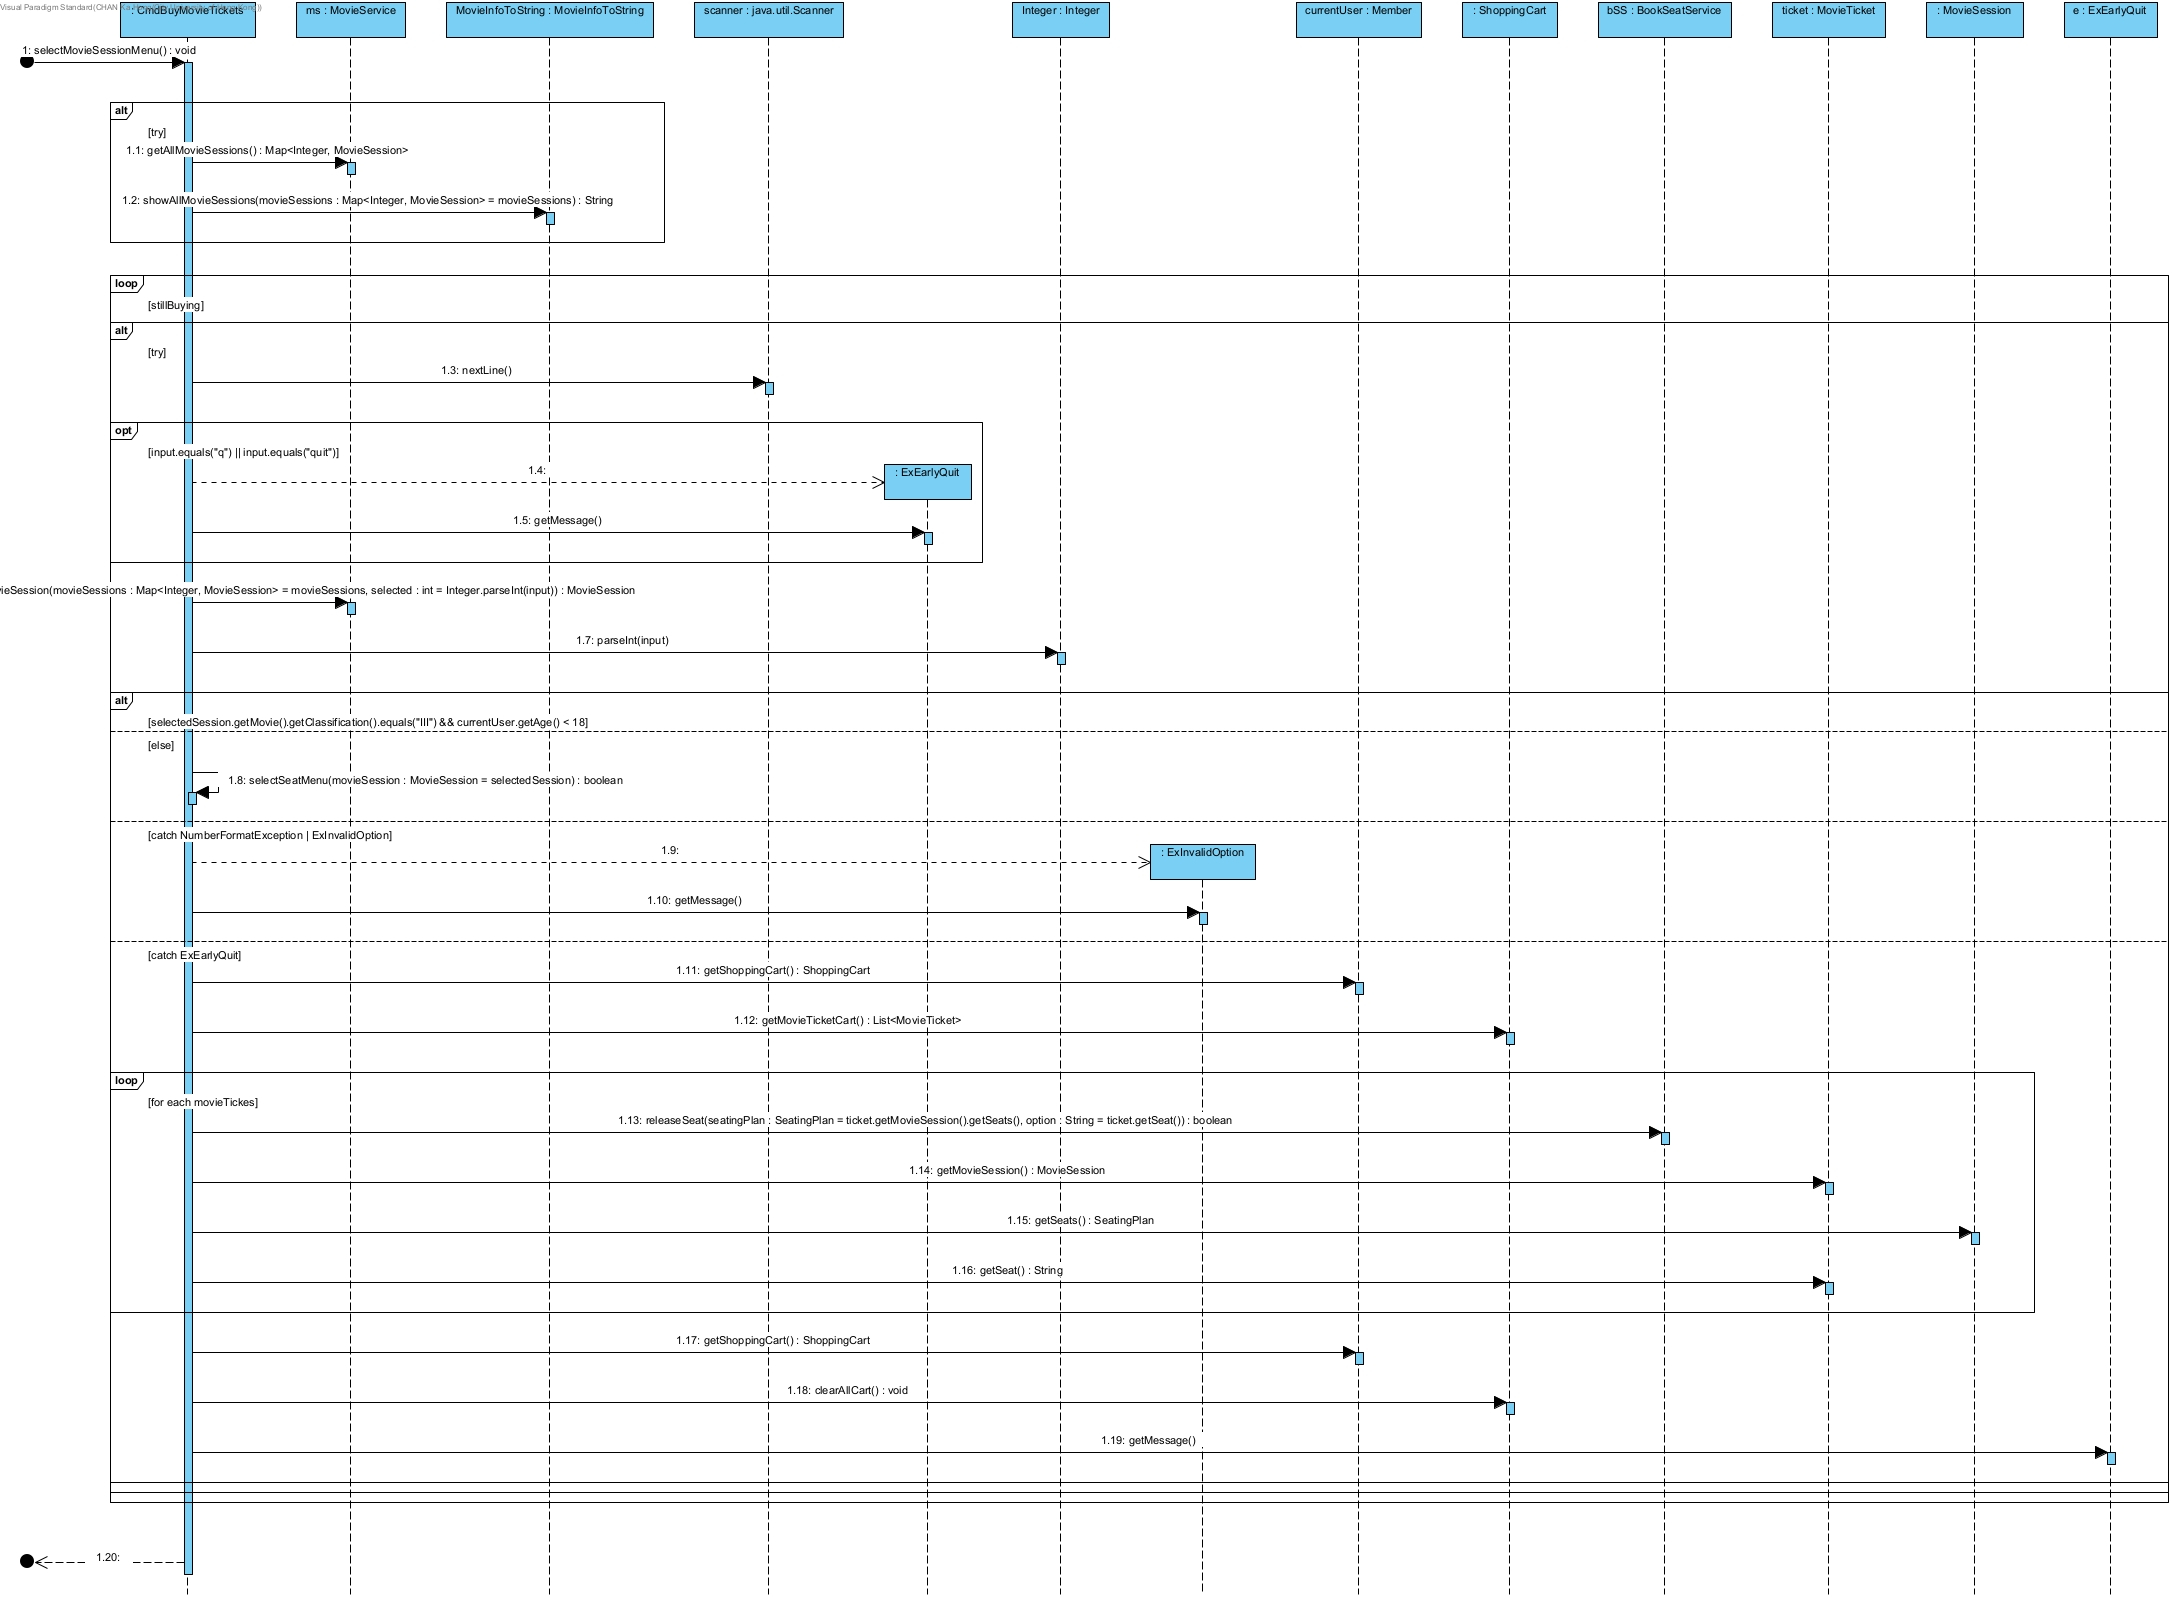 : CmdBuyMovieTickets
ms : MovieService
MovieInfoToString : MovieInfoToString
scanner : java.util.Scanner
Integer : Integer
currentUser : Member
: ShoppingCart
bSS : BookSeatService
ticket : MovieTicket
: MovieSession
e : ExEarlyQuit
Visual Paradigm Standard(CHAN
1: selectMovieSessionMenu() : void
alt
[try]
1.1: getAllMovieSessions() : Map<Integer, MovieSession>
1.2: showAllMovieSessions(movieSessions : Map<Integer, MovieSession> = movieSessions) : String
loop
[stillBuying]
alt
[try]
1.3: nextLine()
opt
[input.equals("q") || input.equals("quit")]
1.4:
: ExEarlyQuit
1.5: getMessage()
ieSession(movieSessions : Map<Integer, MovieSession> = movieSessions, selected : int = Integer.parseInt(input)) : MovieSession
1.7: parseInt(input)
alt
[selectedSession.getMovie().getClassification().equals("III") && currentUser.getAge() < 18]
[else]
1.8: selectSeatMenu(movieSession : MovieSession = selectedSession) : boolean
[catch NumberFormatException | ExInvalidOption]
1.9:
: ExInvalidOption
1.10: getMessage()
[catch ExEarlyQuit]
1.11: getShoppingCart() : ShoppingCart
1.12: getMovieTicketCart() : List<MovieTicket>
loop
[for each movieTickes]
1.13: releaseSeat(seatingPlan : SeatingPlan = ticket.getMovieSession().getSeats(), option : String = ticket.getSeat()) : boolean
1.14: getMovieSession() : MovieSession
1.15: getSeats() : SeatingPlan
1.16: getSeat() : String
1.17: getShoppingCart() : ShoppingCart
1.18: clearAllCart() : void
1.19: getMessage()
1.20: